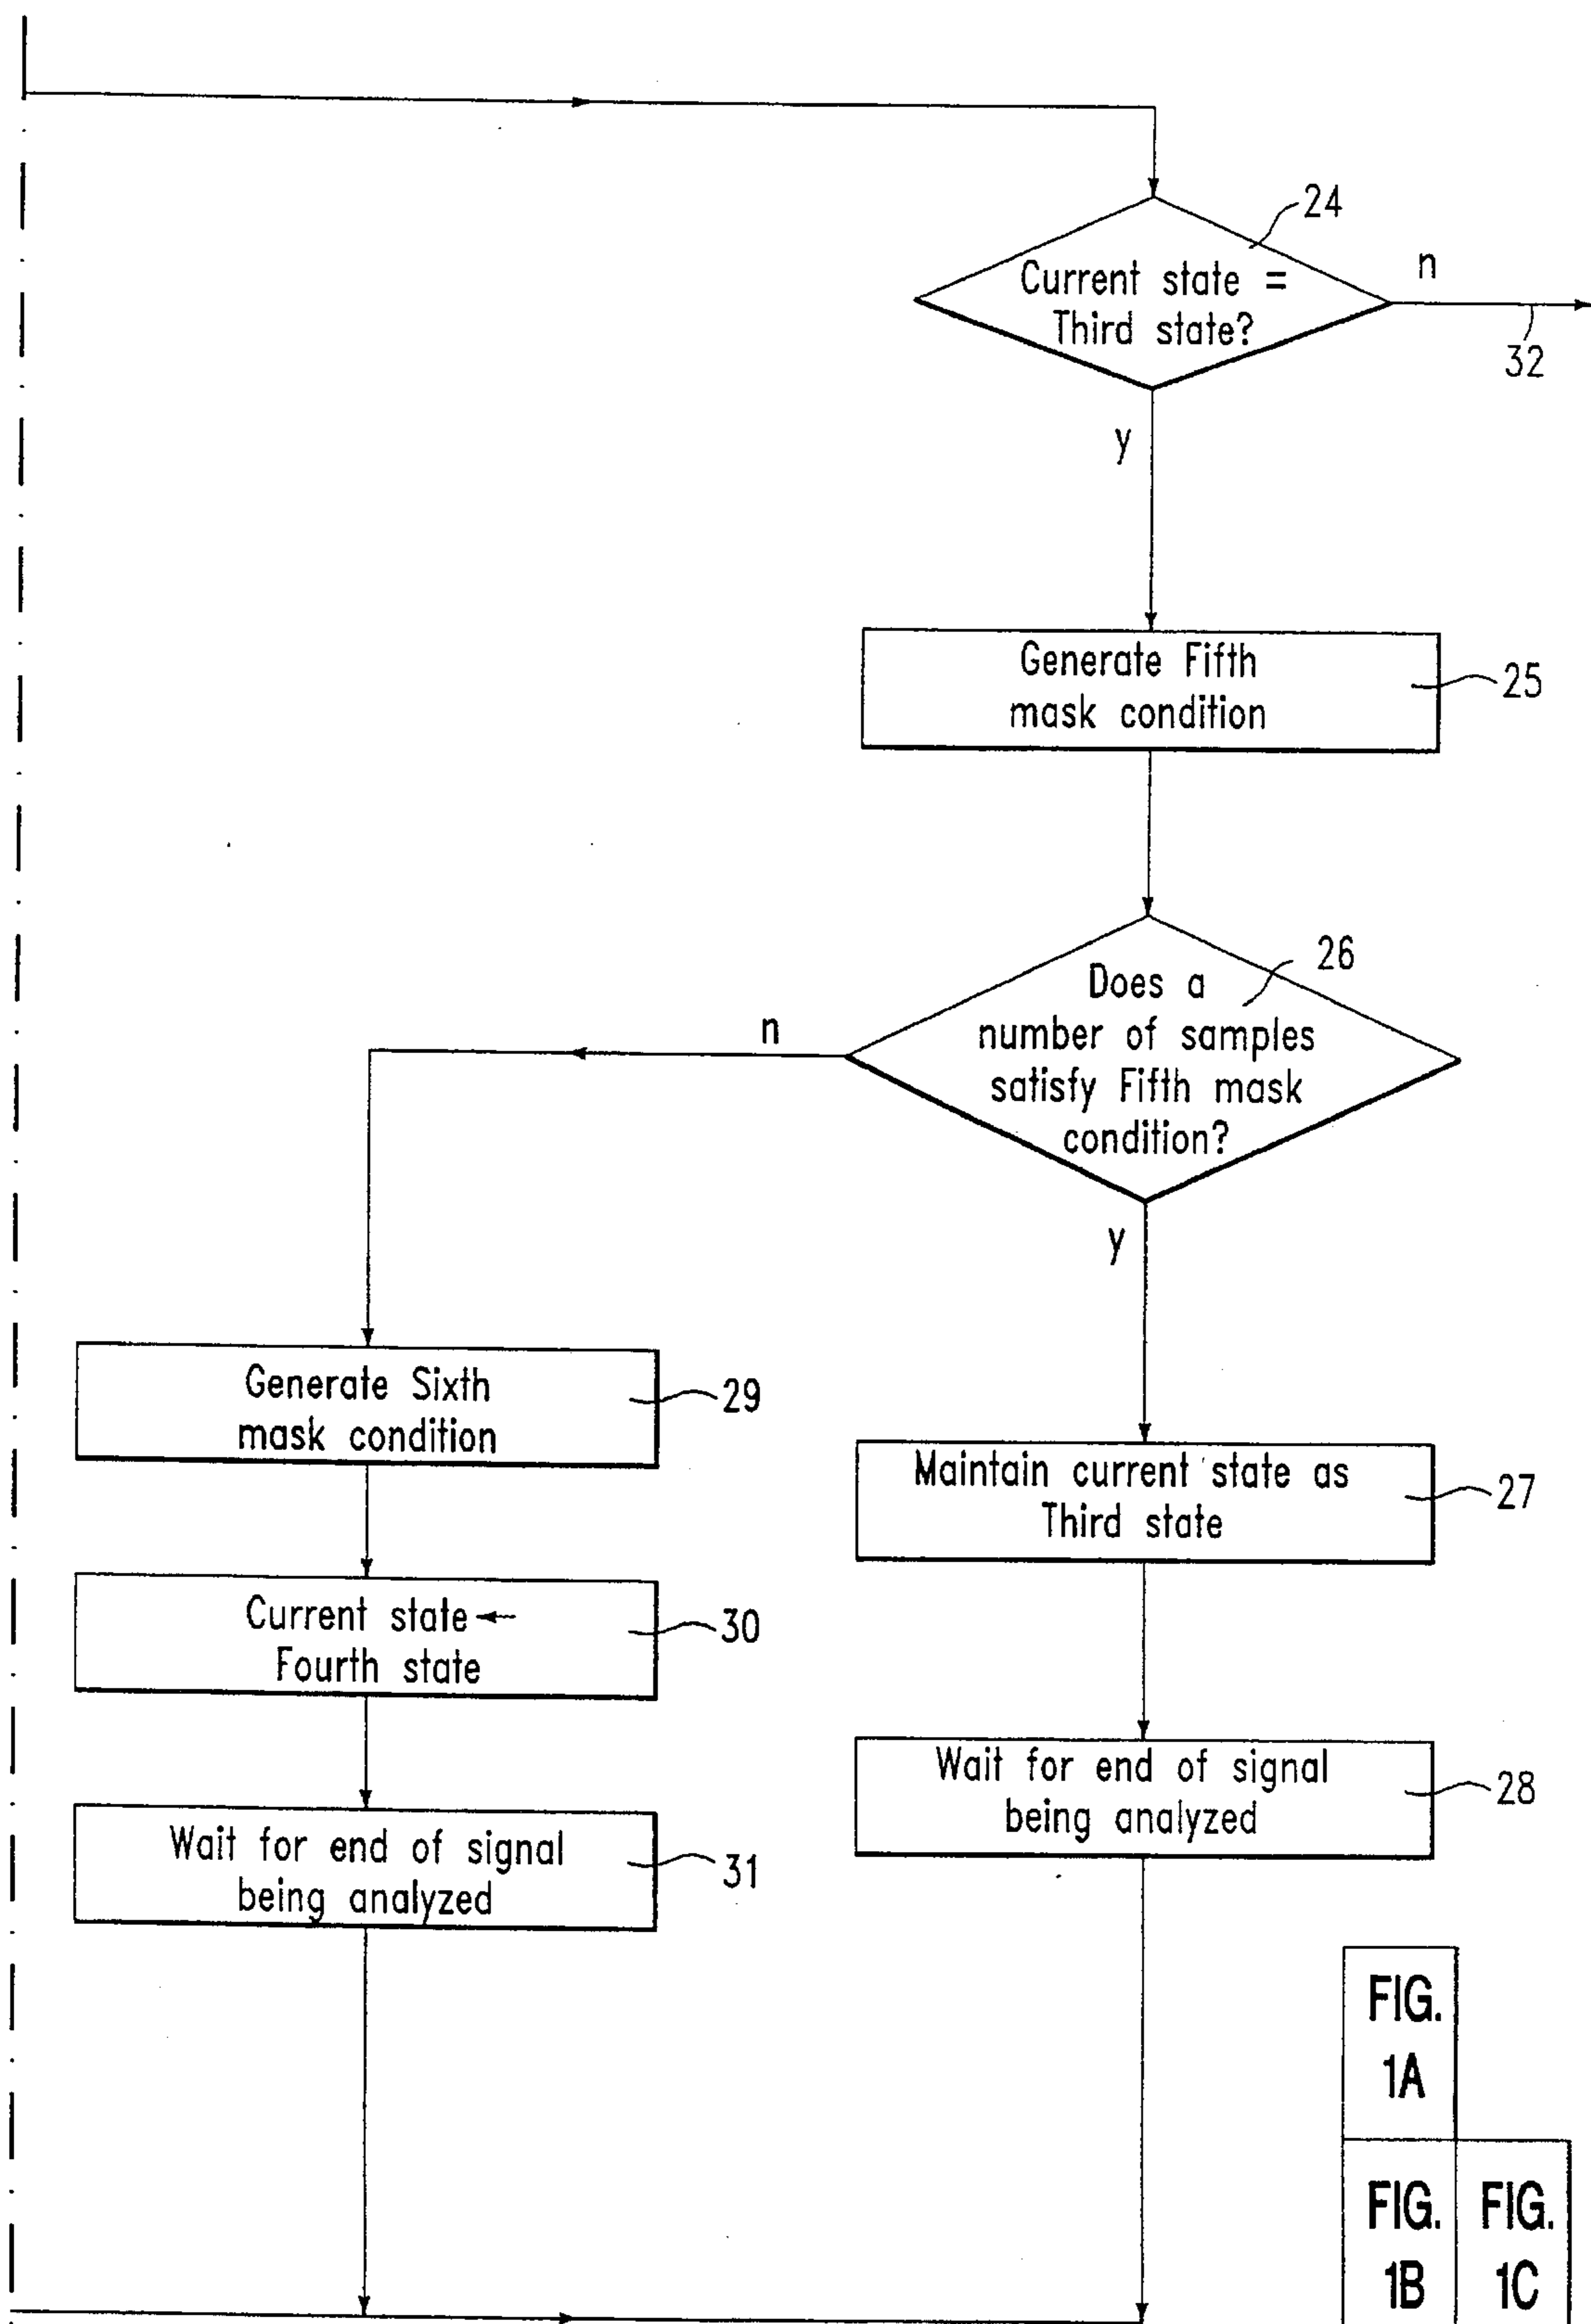 24
n
Current state =
Third state?
32
y
Generate Fifth
mask condition
25
26
Does a
number of samples
satisfy Fifth mask
condition?
n
y
Generate Sixth
mask condition
29
Maintain current state as
Third state
27
Current state ←
Fourth state
30
Wait for end of signal
being analyzed
28
Wait for end of signal
being analyzed
31
FIG.
1A
FIG.
1B
FIG.
1C